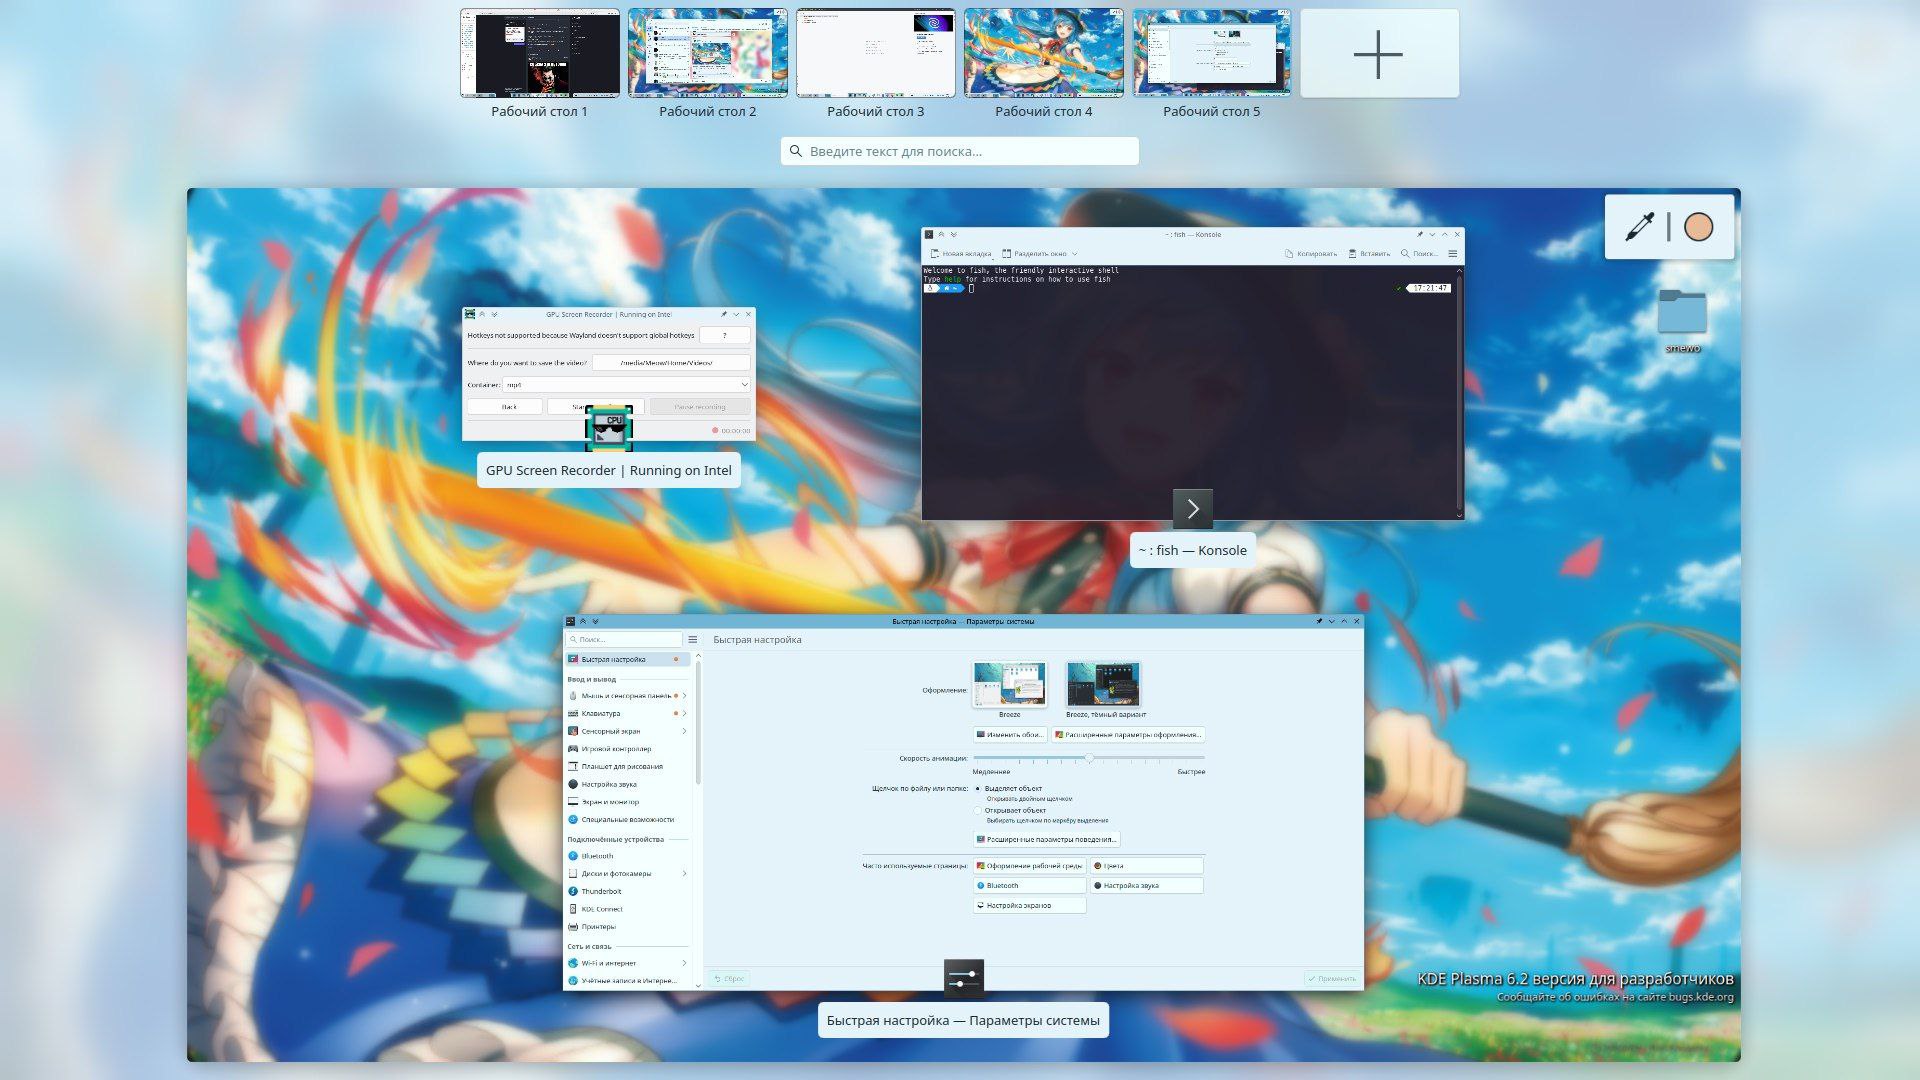 Рабочий стол 1
Рабочий стол 2
Рабочий стол 3
Рабочий стол 4
Рабочий стол 5
Введите текст для поиска...
~ : fish — Konsole
Новая вкладка
Разделить окно
Копировать
Вставить
Поиск...
Welcome to fish, the friendly interactive shell
Type help for instructions on how to use fish
~
17:21:47
~ : fish — Konsole
smewo
GPU Screen Recorder | Running on Intel
Hotkeys not supported because Wayland doesn't support global hotkeys
?
Where do you want to save the video?
/media/Meow/Home/Videos/
Container:
mp4
Back
Pause recording
00:00:00
CPU
GPU Screen Recorder | Running on Intel
Быстрая настройка — Параметры системы
Поиск...
Быстрая настройка
Быстрая настройка
Ввод и вывод
Мышь и сенсорная панель
Клавиатура
Сенсорный экран
Игровой контроллер
Планшет для рисования
Настройка звука
Экран и монитор
Специальные возможности
Подключённые устройства
Bluetooth
Диски и фотокамеры
Thunderbolt
KDE Connect
Принтеры
Сеть и связь
Wi-Fi и интернет
Учётные записи в Интерне...
Оформление:
Breeze
Breeze, тёмный вариант
Изменить обои...
Расширенные параметры оформления...
Скорость анимации:
Медленнее
Быстрее
Щелчок по файлу или папке:
Выделяет объект
Открывать двойным щелчком
Открывает объект
Выбирать щелчком по маркёру выделения
Расширенные параметры поведения...
Часто используемые страницы:
Оформление рабочей среды
Цвета
Bluetooth
Настройка звука
Настройка экранов
Сброс
Применить
Быстрая настройка — Параметры системы
KDE Plasma 6.2 версия для разработчиков
Сообщайте об ошибках на сайте bugs.kde.org